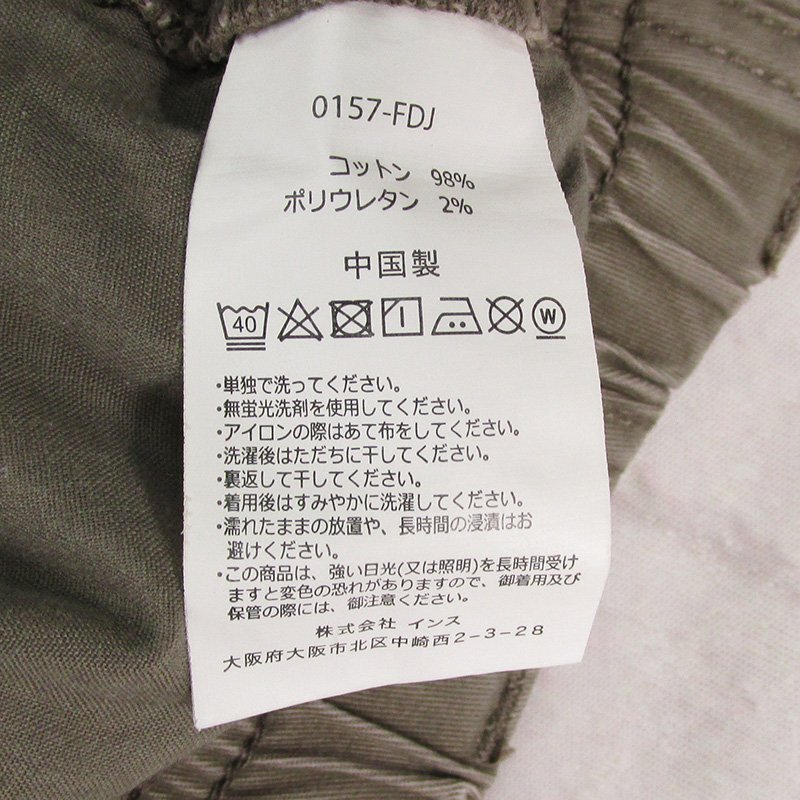 0157-FDJ
コットン 98%
ポリウレタン 2%
中国製
40 W
・単独で洗ってください。
・無蛍光洗剤を使用してください。
・アイロンの際はあて布をしてください。
・洗濯後はただちに干してください。
・裏返して干してください。
・着用後はすみやかに洗濯してください。
・濡れたままの放置や、長時間の浸漬はお
避けください。
・この商品は、強い日光(又は照明)を長時間受け
ますと変色の恐れがありますので、御着用及び
保管の際には、御注意ください。
株式会社 インス
大阪府大阪市北区中崎西2-3-28